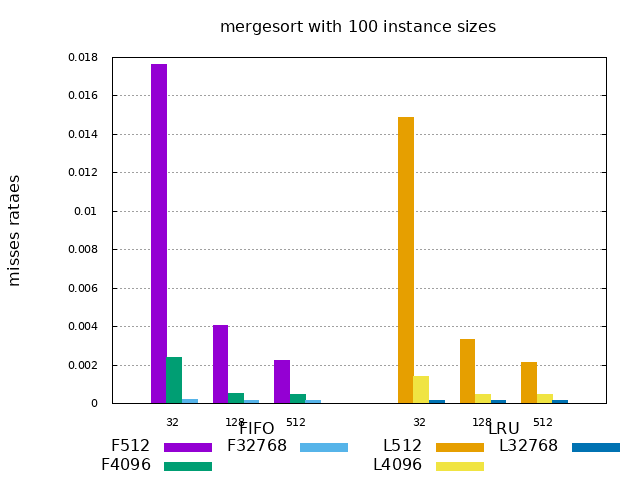 mergesort with 100 instance sizes
misses rataes
0.018
0.016
0.014
0.012
0.01
0.008
0.006
0.004
0.002
0
32 128 512 32 128 512
FIFO LRU
F512 F32768 L512 L32768
F4096 L4096